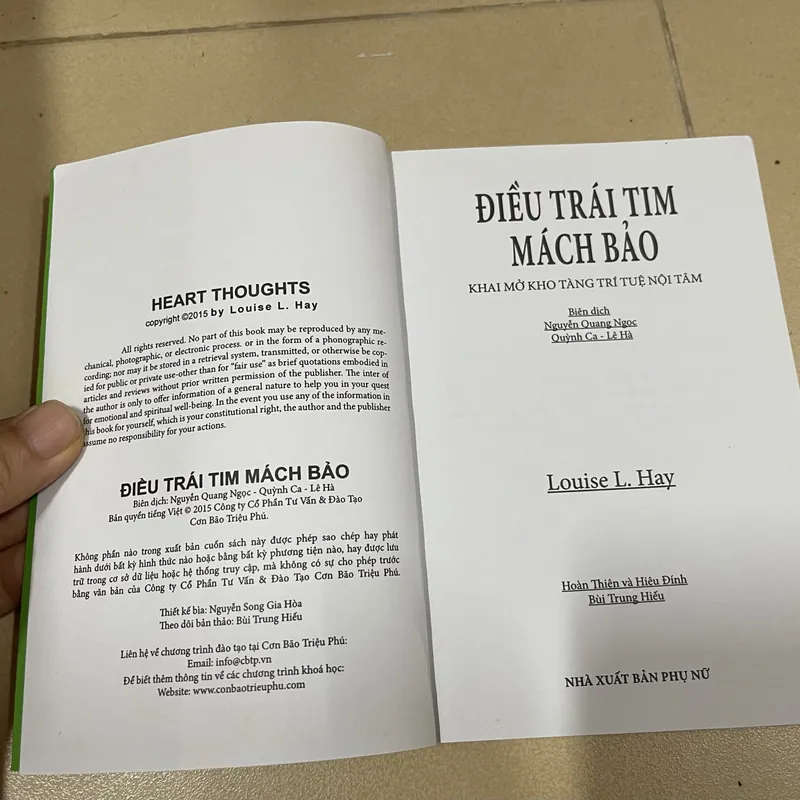 HEART THOUGHTS
copyright ©2015 by Louise L. Hay
All rights reserved. No part of this book may be reproduced by any me-
chanical, photographic, or electronic process. or in the form of a phonographic re-
cording; nor may it be stored in a retrieval system, transmitted, or otherwise be cop-
ied for public or private use-other than for "fair use" as brief quotations embodied in
articles and reviews without prior written permission of the publisher. The inter of
the author is only to offer information of a general nature to help you in your quest
for emotional and spiritual well-being. In the event you use any of the information in
this book for yourself, which is your constitutional right, the author and the publisher
assume no responsibility for your actions.
ĐIỀU TRÁI TIM MÁCH BẢO
Biên dịch: Nguyễn Quang Ngọc - Quỳnh Ca - Lê Hà
Bản quyền tiếng Việt © 2015 Công ty Cổ Phần Tư Vấn & Đào Tạo
Cơn Bão Triệu Phú.
Không phần nào trong xuất bản cuốn sách này được phép sao chép hay phát
hành dưới bất kỳ hình thức nào hoặc bằng bất kỳ phương tiện nào, hay được lưu
trữ trong cơ sở dữ liệu hoặc hệ thống truy cập, mà không có sự cho phép trước
bằng văn bản của Công ty Cổ Phần Tư Vấn & Đào Tạo Cơn Bão Triệu Phú.
Thiết kế bìa: Nguyễn Song Gia Hòa
Theo dõi bản thảo: Bùi Trung Hiếu
Liên hệ về chương trình đào tạo tại Cơn Bão Triệu Phú:
Email: info@cbtp.vn
Để biết thêm thông tin về các chương trình khoá học:
Website: www.conbaotrieuphu.com
ĐIỀU TRÁI TIM
MÁCH BẢO
KHAI MỞ KHO TÀNG TRÍ TUỆ NỘI TÂM
Biên dịch
Nguyễn Quang Ngọc
Quỳnh Ca - Lê Hà
Louise L. Hay
Hoàn Thiện và Hiệu Đính
Bùi Trung Hiếu
NHÀ XUẤT BẢN PHỤ NỮ